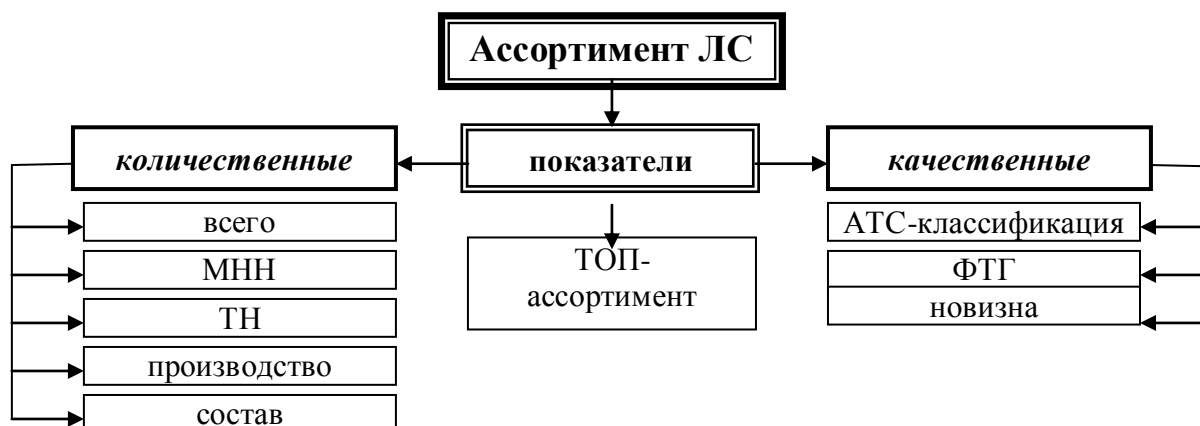 Ассортимент ЛС
количественные
показатели
качественные
всего
МНН
ТН
производство
состав
ТОП-
ассортимент
АТС-классификация
ФТГ
новизна